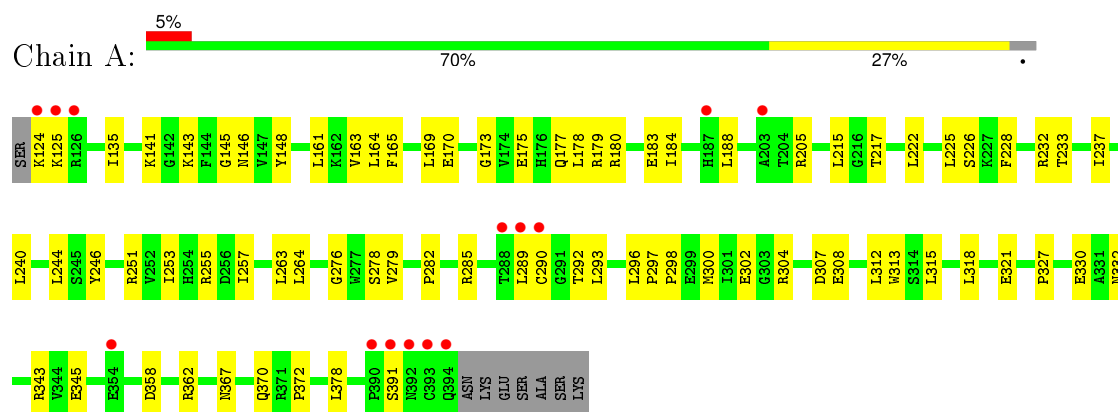 5%
Chain A:
70% 27% •
SER K124 K125 R126 I135 K141 G142 K143 F144 G145 N146 V147 Y148 L161 K162 V163 L164 F165 L169 E170 G173 V174 E175 H176 Q177 L178 R179 R180 E183 I184 H187 L188 A203 T204 R205 L215 G216 T217 L222 L225 S226 K227 F228 R232 T233 I237
L240 L244 S245 Y246 R251 V252 I253 H254 R255 D256 I257 L263 L264 G276 W277 S278 V279 P282 R285 T288 L289 C290 G291 T292 L293 L296 P297 P298 E299 M300 I301 E302 G303 R304 D307 E308 L312 W313 S314 L315 L318 E321 P327 E330 A331 N332
R343 V344 E345 E354 D358 R362 N367 Q370 R371 P372 L378 P390 S391 N392 C393 Q394 ASN LYS GLU SER ALA SER LYS